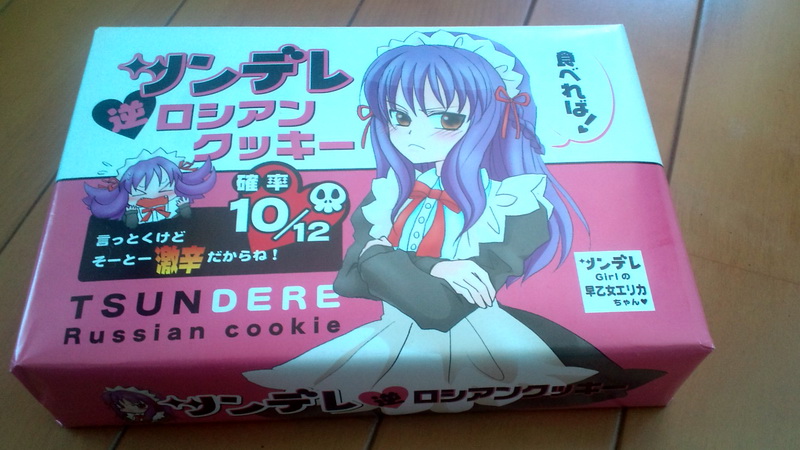 ツンデレ
逆ロシアン
クッキー
食べれば!
確率
10/12
言っとくけど
そーとー激辛だからね!
TSUNDERE
Russian cookie
ツンデレ
Girlの
早乙女エリカ
ちゃん♥
ツンデレ逆ロシアンクッキー